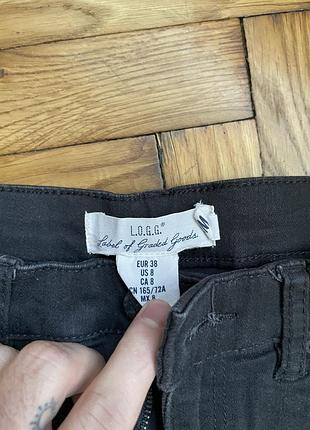 L.O.G.G.®
Label of Graded Goods
EUR 38
US 8
CA 8
CN 165/72A
MX 8